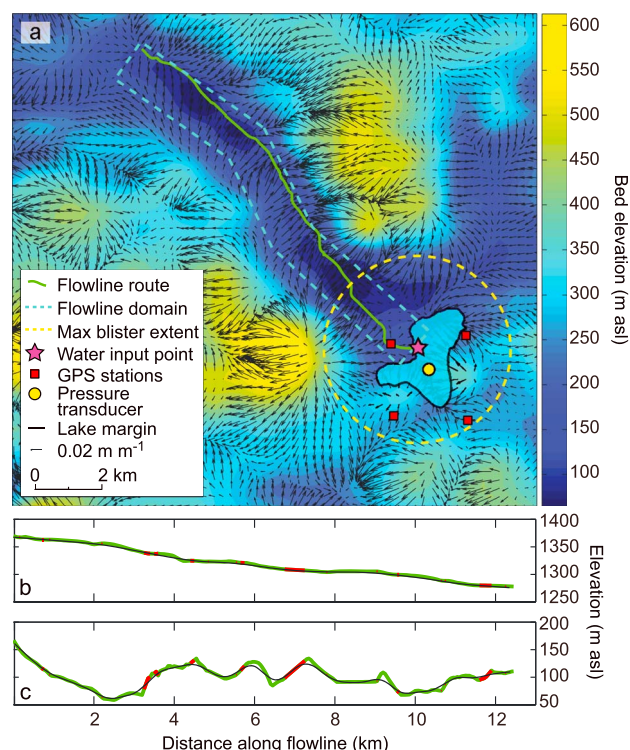 a
Flowline route
Flowline domain
Max blister extent
Water input point
GPS stations
Pressure
transducer
Lake margin
0.02 m m⁻¹
0 2 km
600
550
500
450
400
350
300
250
200
150
100
Bed elevation (m asl)
b
1400
1350
1300
1250
c
150
100
50
Elevation (m asl)
2 4 6 8 10 12
Distance along flowline (km)